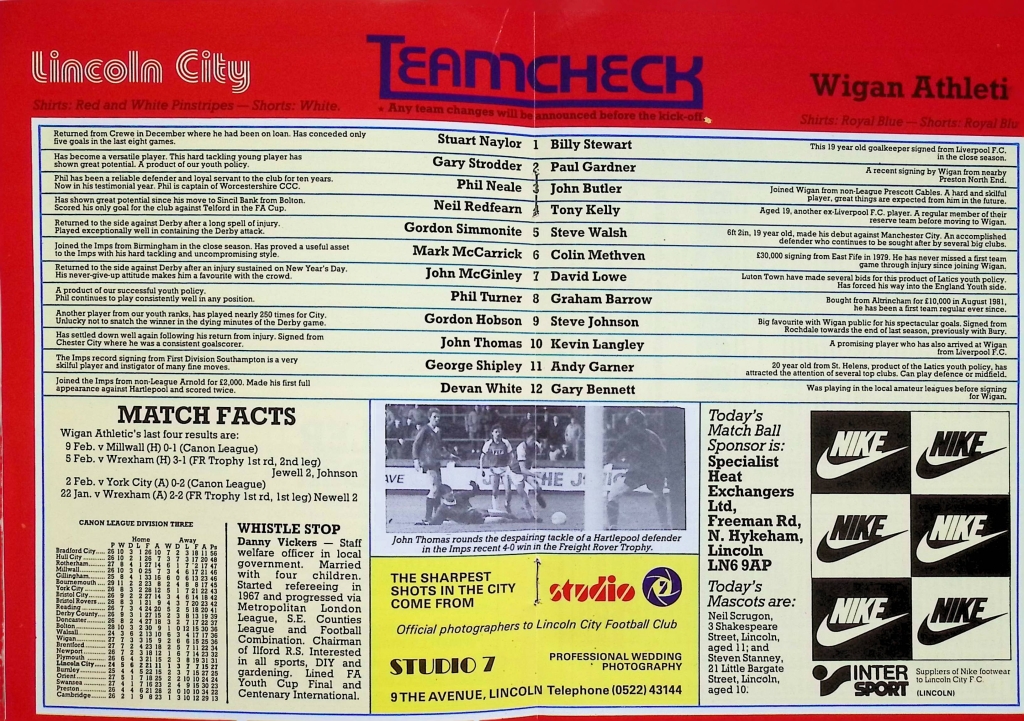 Lincoln City
TEAMCHECK
Wigan Athleti
Shirts: Red and White Pinstripes — Shorts: White.
• Any team changes will be announced before the kick-off.
Shirts: Royal Blue — Shorts: Royal Blu
Returned from Crewe in December where he had been on loan. Has conceded only
five goals in the last eight games.
Stuart Naylor 1 Billy Stewart
This 19 year old goalkeeper signed from Liverpool F.C.
in the close season.
Has become a versatile player. This hard tackling young player has
shown great potential. A product of our youth policy.
Gary Strodder 2 Paul Gardner
A recent signing by Wigan from nearby
Preston North End.
Phil has been a reliable defender and loyal servant to the club for ten years.
Now in his testimonial year. Phil is captain of Worcestershire CCC.
Phil Neale 3 John Butler
Joined Wigan from non-League Prescott Cables. A hard and skilful
player, great things are expected from him in the future.
Has shown great potential since his move to Sincil Bank from Bolton.
Scored his only goal for the club against Telford in the FA Cup.
Neil Redfearn 4 Tony Kelly
Aged 19, another ex-Liverpool F.C. player. A regular member of their
reserve team before moving to Wigan.
Returned to the side against Derby after a long spell of injury.
Played exceptionally well in containing the Derby attack.
Gordon Simmonite 5 Steve Walsh
6ft 2in, 19 year old, made his debut against Manchester City. An accomplished
defender who continues to be sought after by several big clubs.
Joined the Imps from Birmingham in the close season. Has proved a useful asset
to the Imps with his hard tackling and uncompromising style.
Mark McCarrick 6 Colin Methven
£30,000 signing from East Fife in 1979. He has never missed a first team
game through injury since joining Wigan.
Returned to the side against Derby after an injury sustained on New Year's Day.
His never-give-up attitude makes him a favourite with the crowd.
John McGinley 7 David Lowe
Luton Town have made several bids for this product of Latics youth policy.
Has forced his way into the England Youth side.
A product of our successful youth policy.
Phil continues to play consistently well in any position.
Phil Turner 8 Graham Barrow
Bought from Altrincham for £10,000 in August 1981,
he has been a first team regular ever since.
Another player from our youth ranks, has played nearly 250 times for City.
Unlucky not to snatch the winner in the dying minutes of the Derby game.
Gordon Hobson 9 Steve Johnson
Big favourite with Wigan public for his spectacular goals. Signed from
Rochdale towards the end of last season, previously with Bury.
Has settled down well again following his return from injury. Signed from
Chester City where he was a consistent goalscorer.
John Thomas 10 Kevin Langley
A promising player who has also arrived at Wigan
from Liverpool F.C.
The Imps record signing from First Division Southampton is a very
skilful player and instigator of many fine moves.
George Shipley 11 Andy Garner
20 year old from St. Helens, product of the Latics youth policy, has
attracted the attention of several top clubs. Can play defence or midfield.
Joined the Imps from non-League Arnold for £2,000. Made his first full
appearance against Hartlepool and scored twice.
Devan White 12 Gary Bennett
Was playing in the local amateur leagues before signing
for Wigan.
MATCH FACTS
Wigan Athletic's last four results are:
9 Feb. v Millwall (H) 0-1 (Canon League)
5 Feb. v Wrexham (H) 3-1 (FR Trophy 1st rd, 2nd leg)
Jewell 2, Johnson
2 Feb. v York City (A) 0-2 (Canon League)
22 Jan. v Wrexham (A) 2-2 (FR Trophy 1st rd, 1st leg) Newell 2
CANON LEAGUE DIVISION THREE
Home Away
P W D L F A W D L F A Ps
Bradford City
Hull City
Rotherham
Millwall
Gillingham
Bournemouth
York City
Bristol City
Bristol Rovers
Reading
Derby County
Doncaster
Bolton
Walsall
Wigan
Brentford
Newport
Plymouth
Lincoln City
Burnley
Orient
Swansea
Preston
Cambridge
WHISTLE STOP
Danny Vickers — Staff
welfare officer in local
government. Married
with four children.
Started refereeing in
1967 and progressed via
Metropolitan London
League, S.E. Counties
League and Football
Combination. Chairman
of Ilford R.S. Interested
in all sports, DIY and
gardening. Lined FA
Youth Cup Final and
Centenary International.
John Thomas rounds the despairing tackle of a Hartlepool defender
in the Imps recent 4-0 win in the Freight Rover Trophy.
THE SHARPEST
SHOTS IN THE CITY
COME FROM
studio 7
Official photographers to Lincoln City Football Club
STUDIO 7
PROFESSIONAL WEDDING
PHOTOGRAPHY
9 THE AVENUE, LINCOLN Telephone (0522) 43144
Today's
Match Ball
Sponsor is:
Specialist
Heat
Exchangers
Ltd,
Freeman Rd,
N. Hykeham,
Lincoln
LN6 9AP
Today's
Mascots are:
Neil Scrugon,
3 Shakespeare
Street, Lincoln,
aged 11; and
Steven Stanney,
21 Little Bargate
Street, Lincoln,
aged 10.
NIKE NIKE
NIKE NIKE
NIKE NIKE
INTER
SPORT
Suppliers of Nike footwear
to Lincoln City F.C.
(LINCOLN)